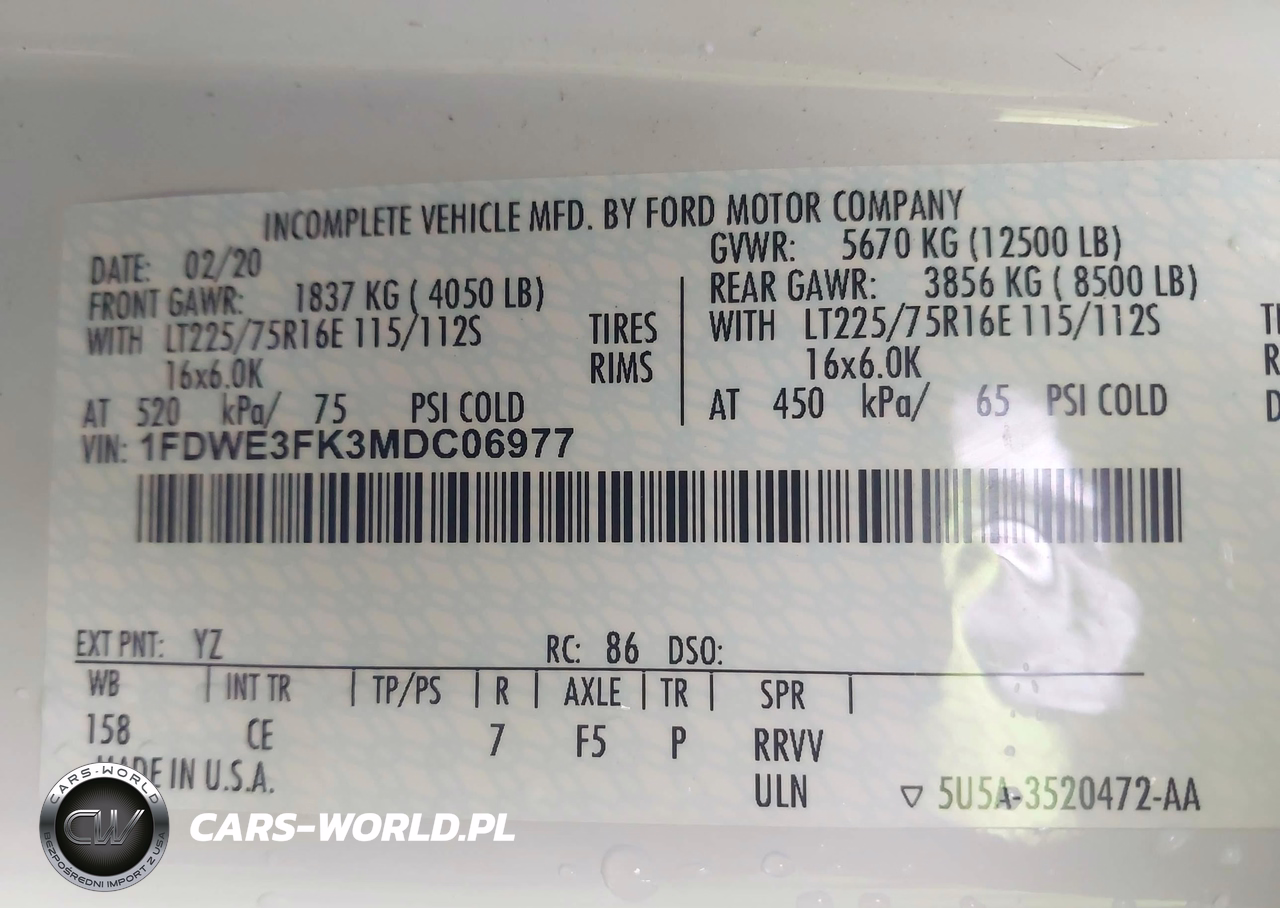 INCOMPLETE VEHICLE MFD. BY FORD MOTOR COMPANY
DATE: 02/20
GVWR: 5670 KG (12500 LB)
FRONT GAWR: 1837 KG ( 4050 LB)
REAR GAWR: 3856 KG ( 8500 LB)
WITH LT225/75R16E 115/112S TIRES
WITH LT225/75R16E 115/112S
16x6.0K RIMS
16x6.0K
AT 520 kPa/ 75 PSI COLD
AT 450 kPa/ 65 PSI COLD
VIN: 1FDWE3FK3MDC06977
EXT PNT: YZ RC: 86 DSO:
WB | INT TR | TP/PS | R | AXLE | TR | SPR |
158 CE 7 F5 P RRVV
MADE IN U.S.A. ULN ▽ 5U5A-3520472-AA
CARS-WORLD
CW
BEZPOŚREDNI IMPORT Z USA
CARS-WORLD.PL